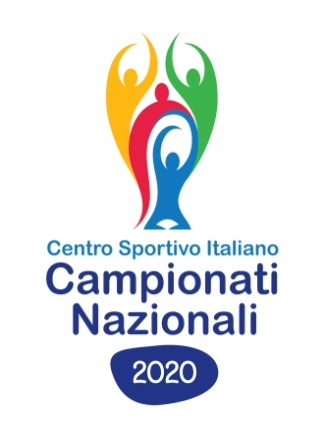 Centro Sportivo Italiano
Campionati
Nazionali
2020